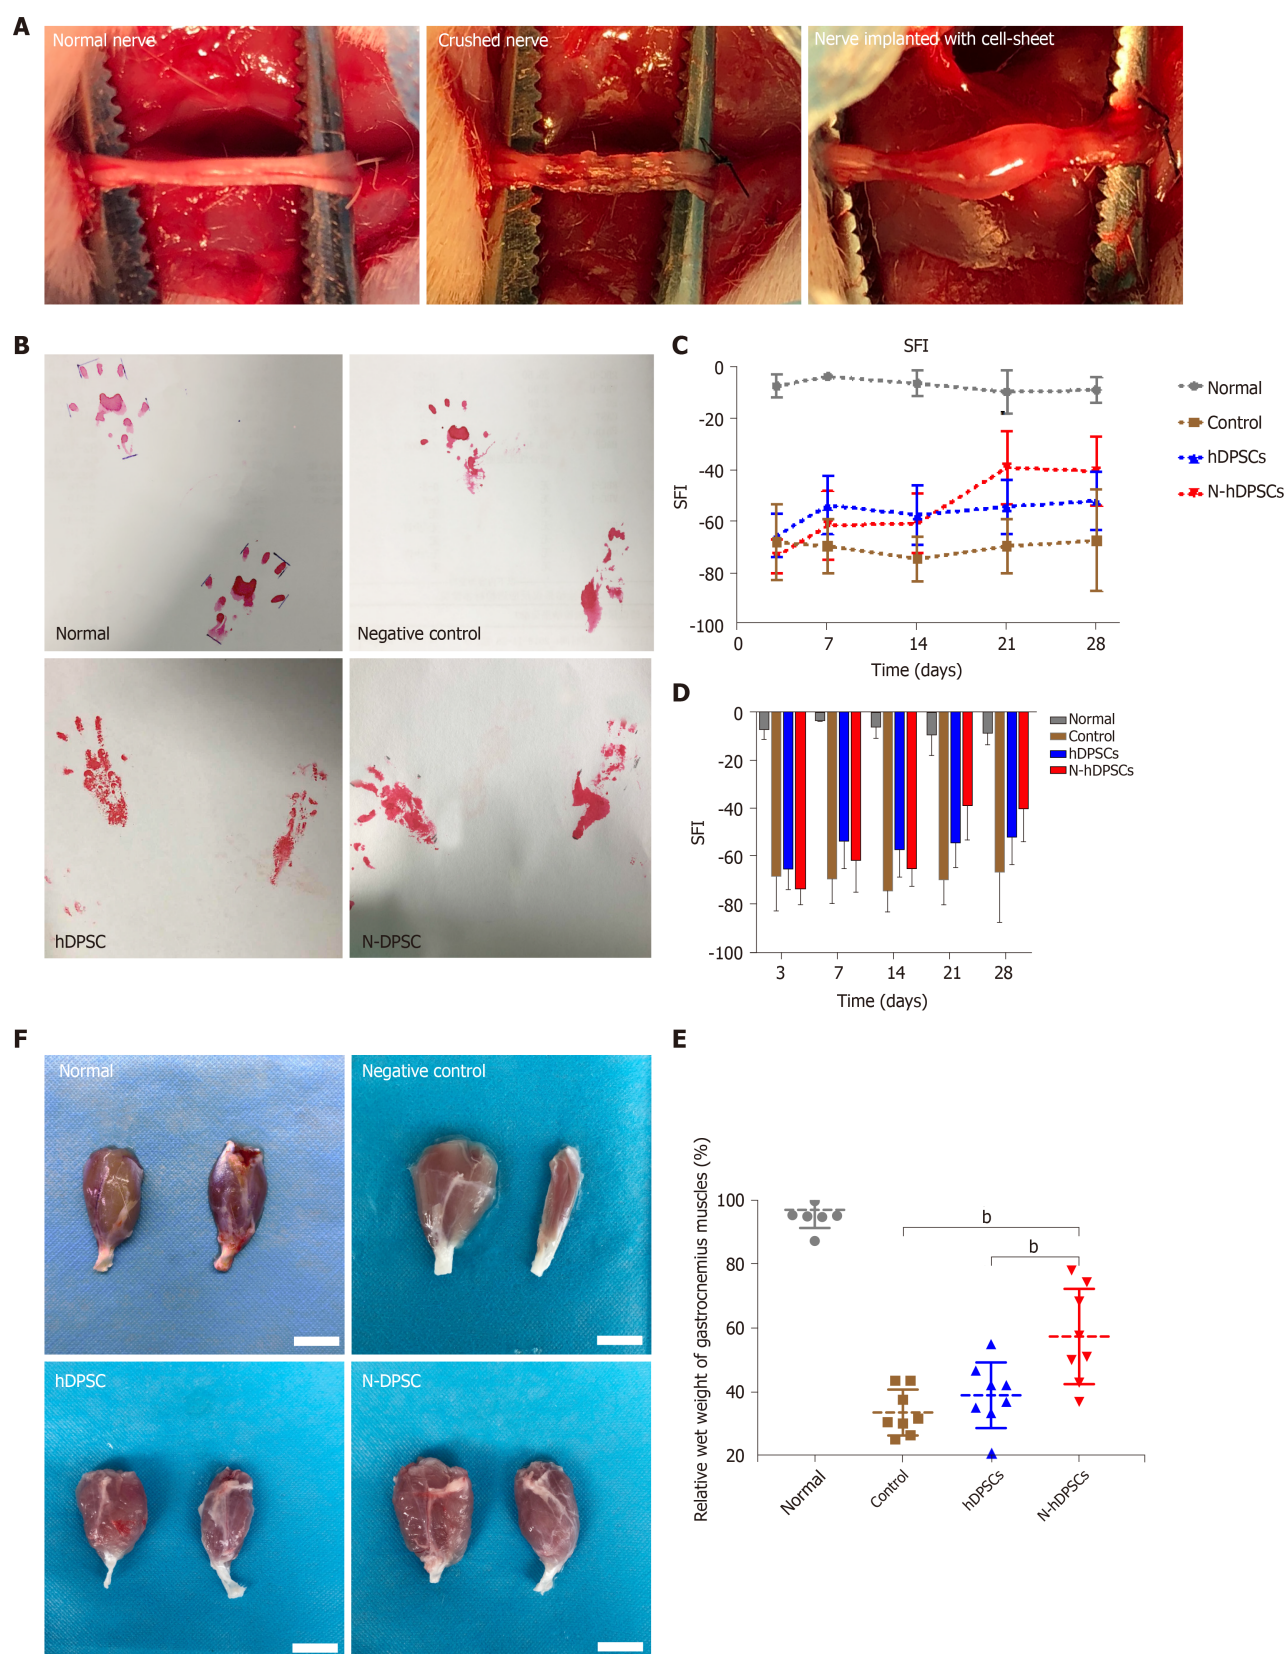 A
Normal nerve
Crushed nerve
Nerve implanted with cell-sheet
B
Normal
Negative control
hDPSC
N-DPSC
C
SFI
0
-20
-40
-60
-80
-100
SFI
0
7
14
21
28
Time (days)
Normal
Control
hDPSCs
N-hDPSCs
D
0
-20
-40
-60
-80
-100
SFI
3
7
14
21
28
Time (days)
Normal
Control
hDPSCs
N-hDPSCs
F
Normal
Negative control
hDPSC
N-DPSC
E
Relative wet weight of gastrocnemius muscles (%)
100
80
60
40
20
b
b
Normal
Control
hDPSCs
N-hDPSCs